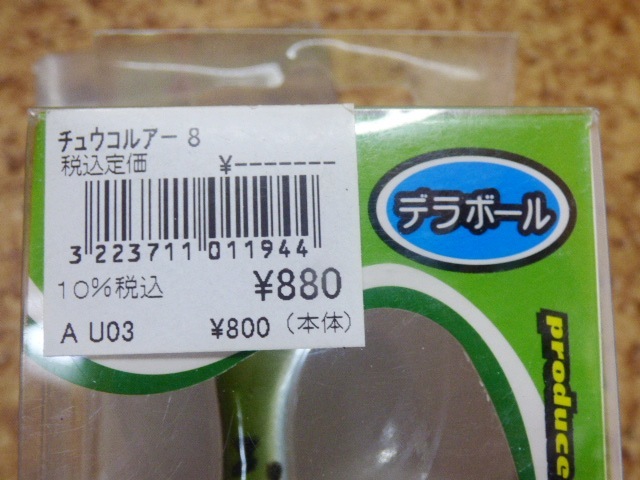 チュウコルアー 8
税込定価 ¥-------
3 223711 011944
10%税込 ¥880
A U03 ¥800 (本体)
デラボール
produce